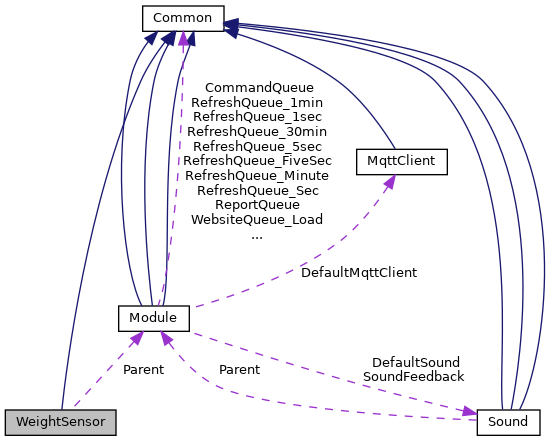 Common
CommandQueue
RefreshQueue_1min
RefreshQueue_1sec
RefreshQueue_30min
RefreshQueue_5sec
RefreshQueue_FiveSec
RefreshQueue_Minute
RefreshQueue_Sec
ReportQueue
WebsiteQueue_Load
...
MqttClient
DefaultMqttClient
Module
Parent
Parent
DefaultSound
SoundFeedback
WeightSensor
Sound